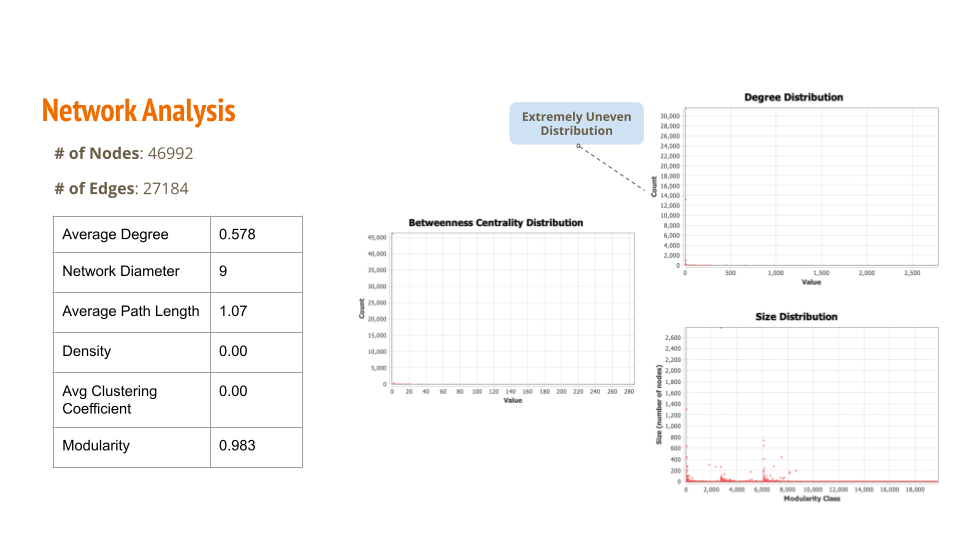 Network Analysis
# of Nodes: 46992
# of Edges: 27184
Average Degree 0.578
Network Diameter 9
Average Path Length 1.07
Density 0.00
Avg Clustering
Coefficient 0.00
Modularity 0.983
Extremely Uneven
Distribution
Betweenness Centrality Distribution
45,000
40,000
35,000
30,000
25,000
20,000
15,000
10,000
5,000
0
Count
0 20 40 60 80 100 120 140 160 180 200 220 240 260 280
Value
Degree Distribution
30,000
28,000
26,000
24,000
22,000
20,000
18,000
16,000
14,000
12,000
10,000
8,000
6,000
4,000
2,000
0
Count
0 500 1,000 1,500 2,000 2,500
Value
Size Distribution
2,600
2,400
2,200
2,000
1,800
1,600
1,400
1,200
1,000
800
600
400
200
0
Size (number of nodes)
0 2,000 4,000 6,000 8,000 10,000 12,000 14,000 16,000 18,000
Modularity Class